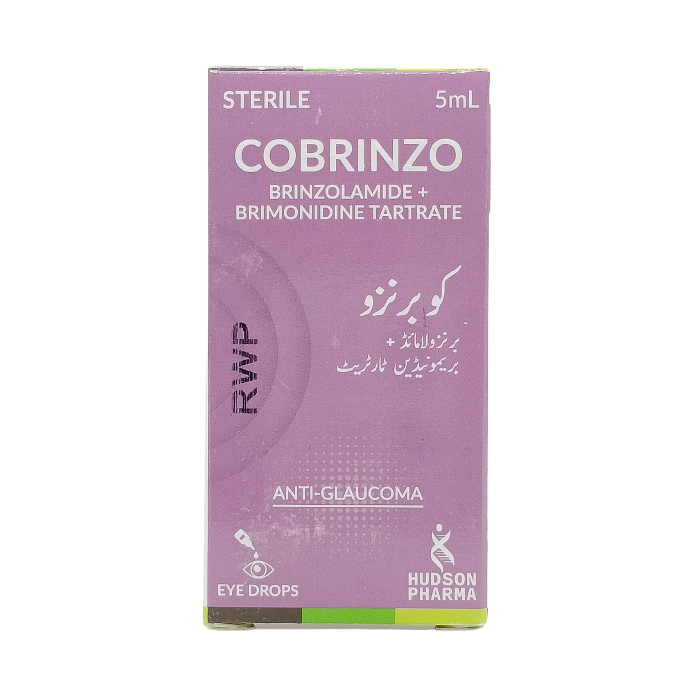 STERILE
5mL
COBRINZO
BRINZOLAMIDE +
BRIMONIDINE TARTRATE
کوبرنزو
برنزولامائڈ +
بریمونیڈین ٹارٹریٹ
RWP
ANTI-GLAUCOMA
EYE DROPS
HUDSON
PHARMA